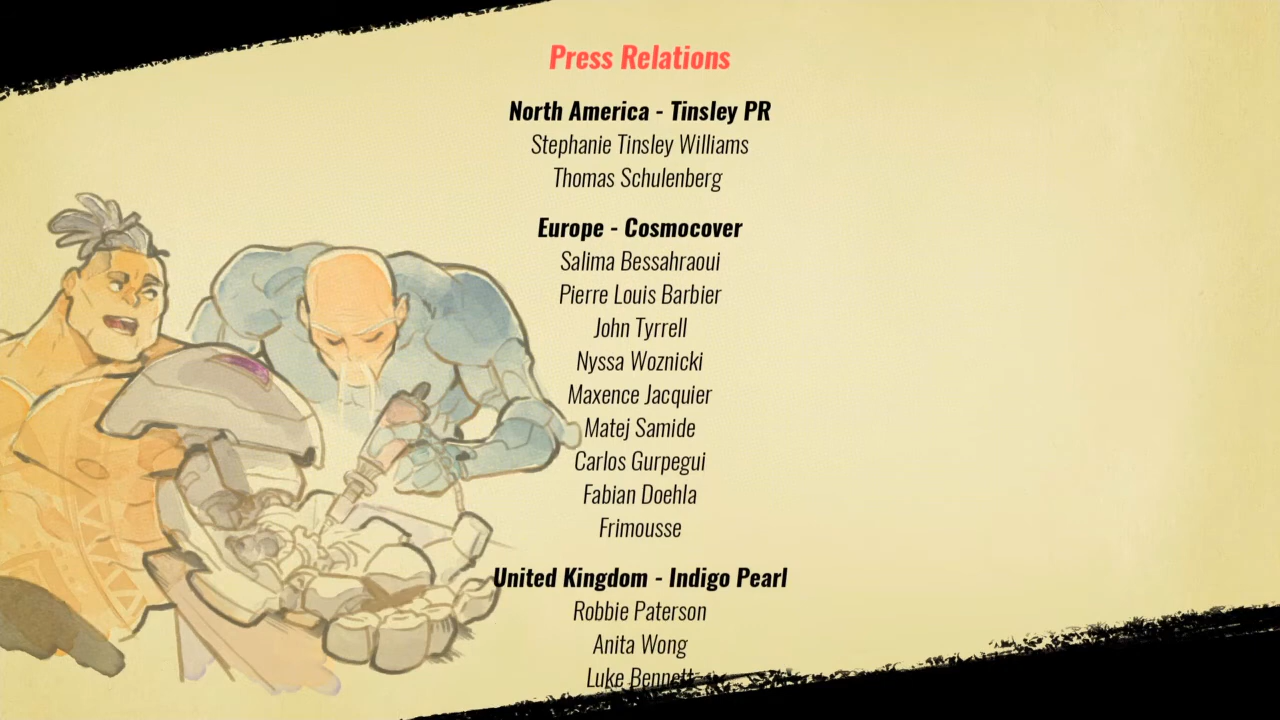 Press Relations
North America - Tinsley PR
Stephanie Tinsley Williams
Thomas Schulenberg
Europe - Cosmocover
Salima Bessahraoui
Pierre Louis Barbier
John Tyrrell
Nyssa Woznicki
Maxence Jacquier
Matej Samide
Carlos Gurpegui
Fabian Doehla
Frimousse
United Kingdom - Indigo Pearl
Robbie Paterson
Anita Wong
Luke Bennett